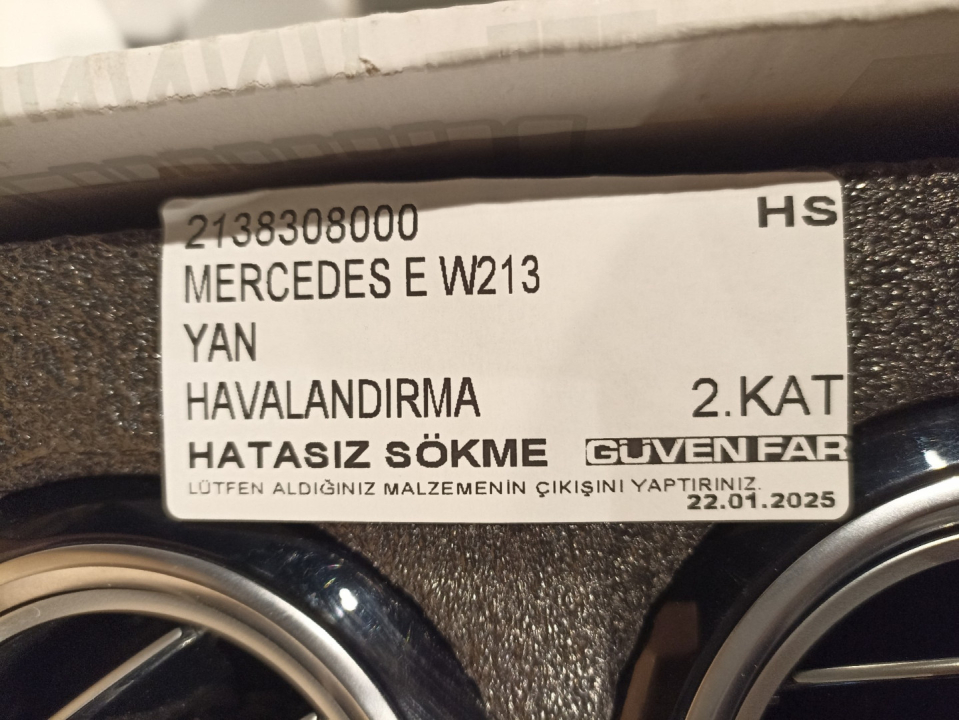 2138308000 HS
MERCEDES E W213
YAN
HAVALANDIRMA 2.KAT
HATASIZ SÖKME GÜVEN FAR
LÜTFEN ALDIĞINIZ MALZEMENİN ÇIKIŞINI YAPTIRINIZ.
22.01.2025